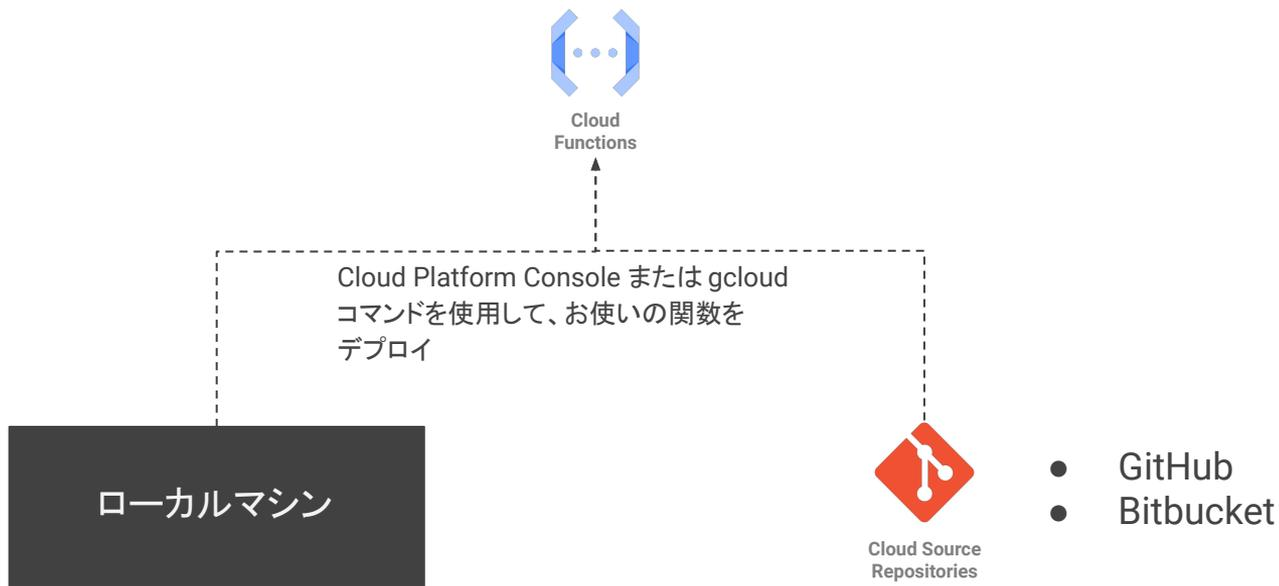 Cloud
Functions
Cloud Platform Console または gcloud
コマンドを使用して、お使いの関数を
デプロイ
ローカルマシン
Cloud Source
Repositories
● GitHub
● Bitbucket